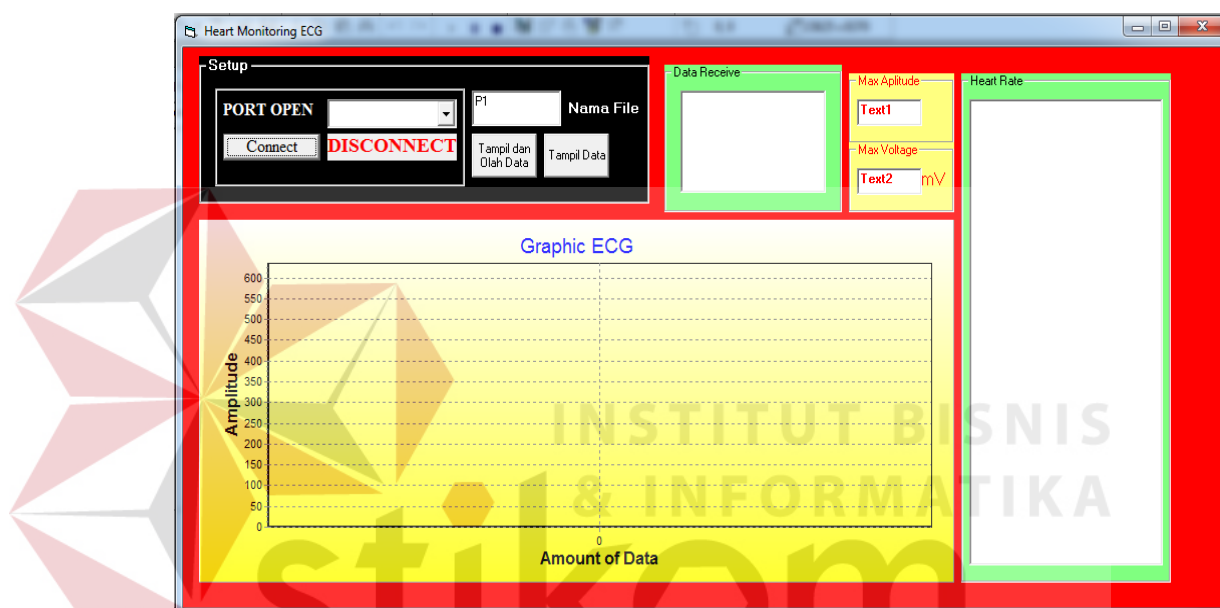 Heart Monitoring ECG
Setup
PORT OPEN
Connect
DISCONNECT
P1
Nama File
Tampil dan
Olah Data
Tampil Data
Data Receive
Max Aplitude
Text1
Max Voltage
Text2
mV
Heart Rate
Graphic ECG
600
550
500
450
400
350
300
250
200
150
100
50
0
Amplitude
0
Amount of Data
INSTITUT BISNIS
& INFORMATIKA
stikom